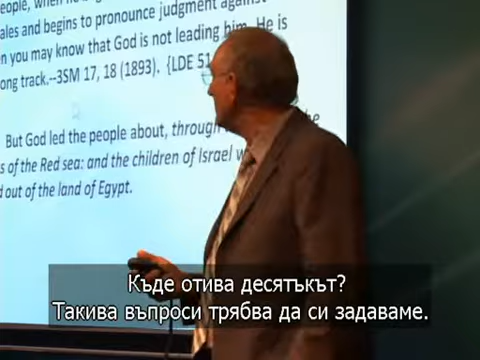 eople, when he
ales and begins to pronounce judgment against
n you may know that God is not leading him. He is
ong track.--3SM 17, 18 (1893). {LDE 51
But God led the people about, through
s of the Red sea: and the children of Israel w
d out of the land of Egypt.
Къде отива десятъкът?
Такива въпроси трябва да си задаваме.